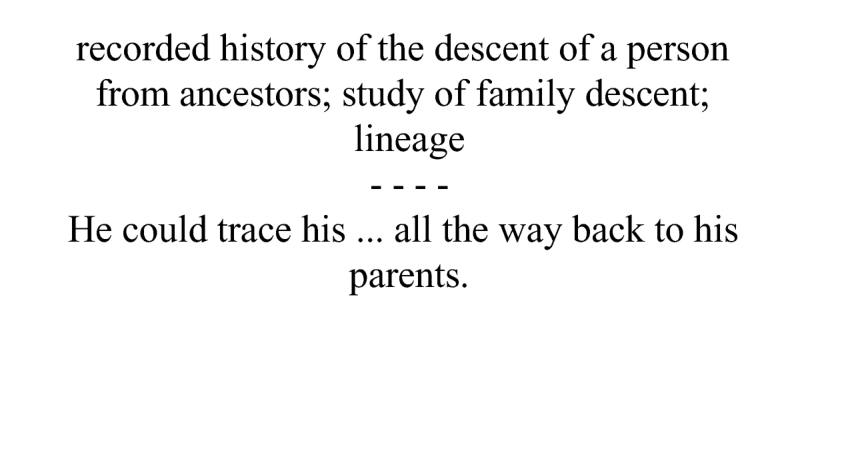 recorded history of the descent of a person
from ancestors; study of family descent;
lineage
- - - -
He could trace his ... all the way back to his
parents.